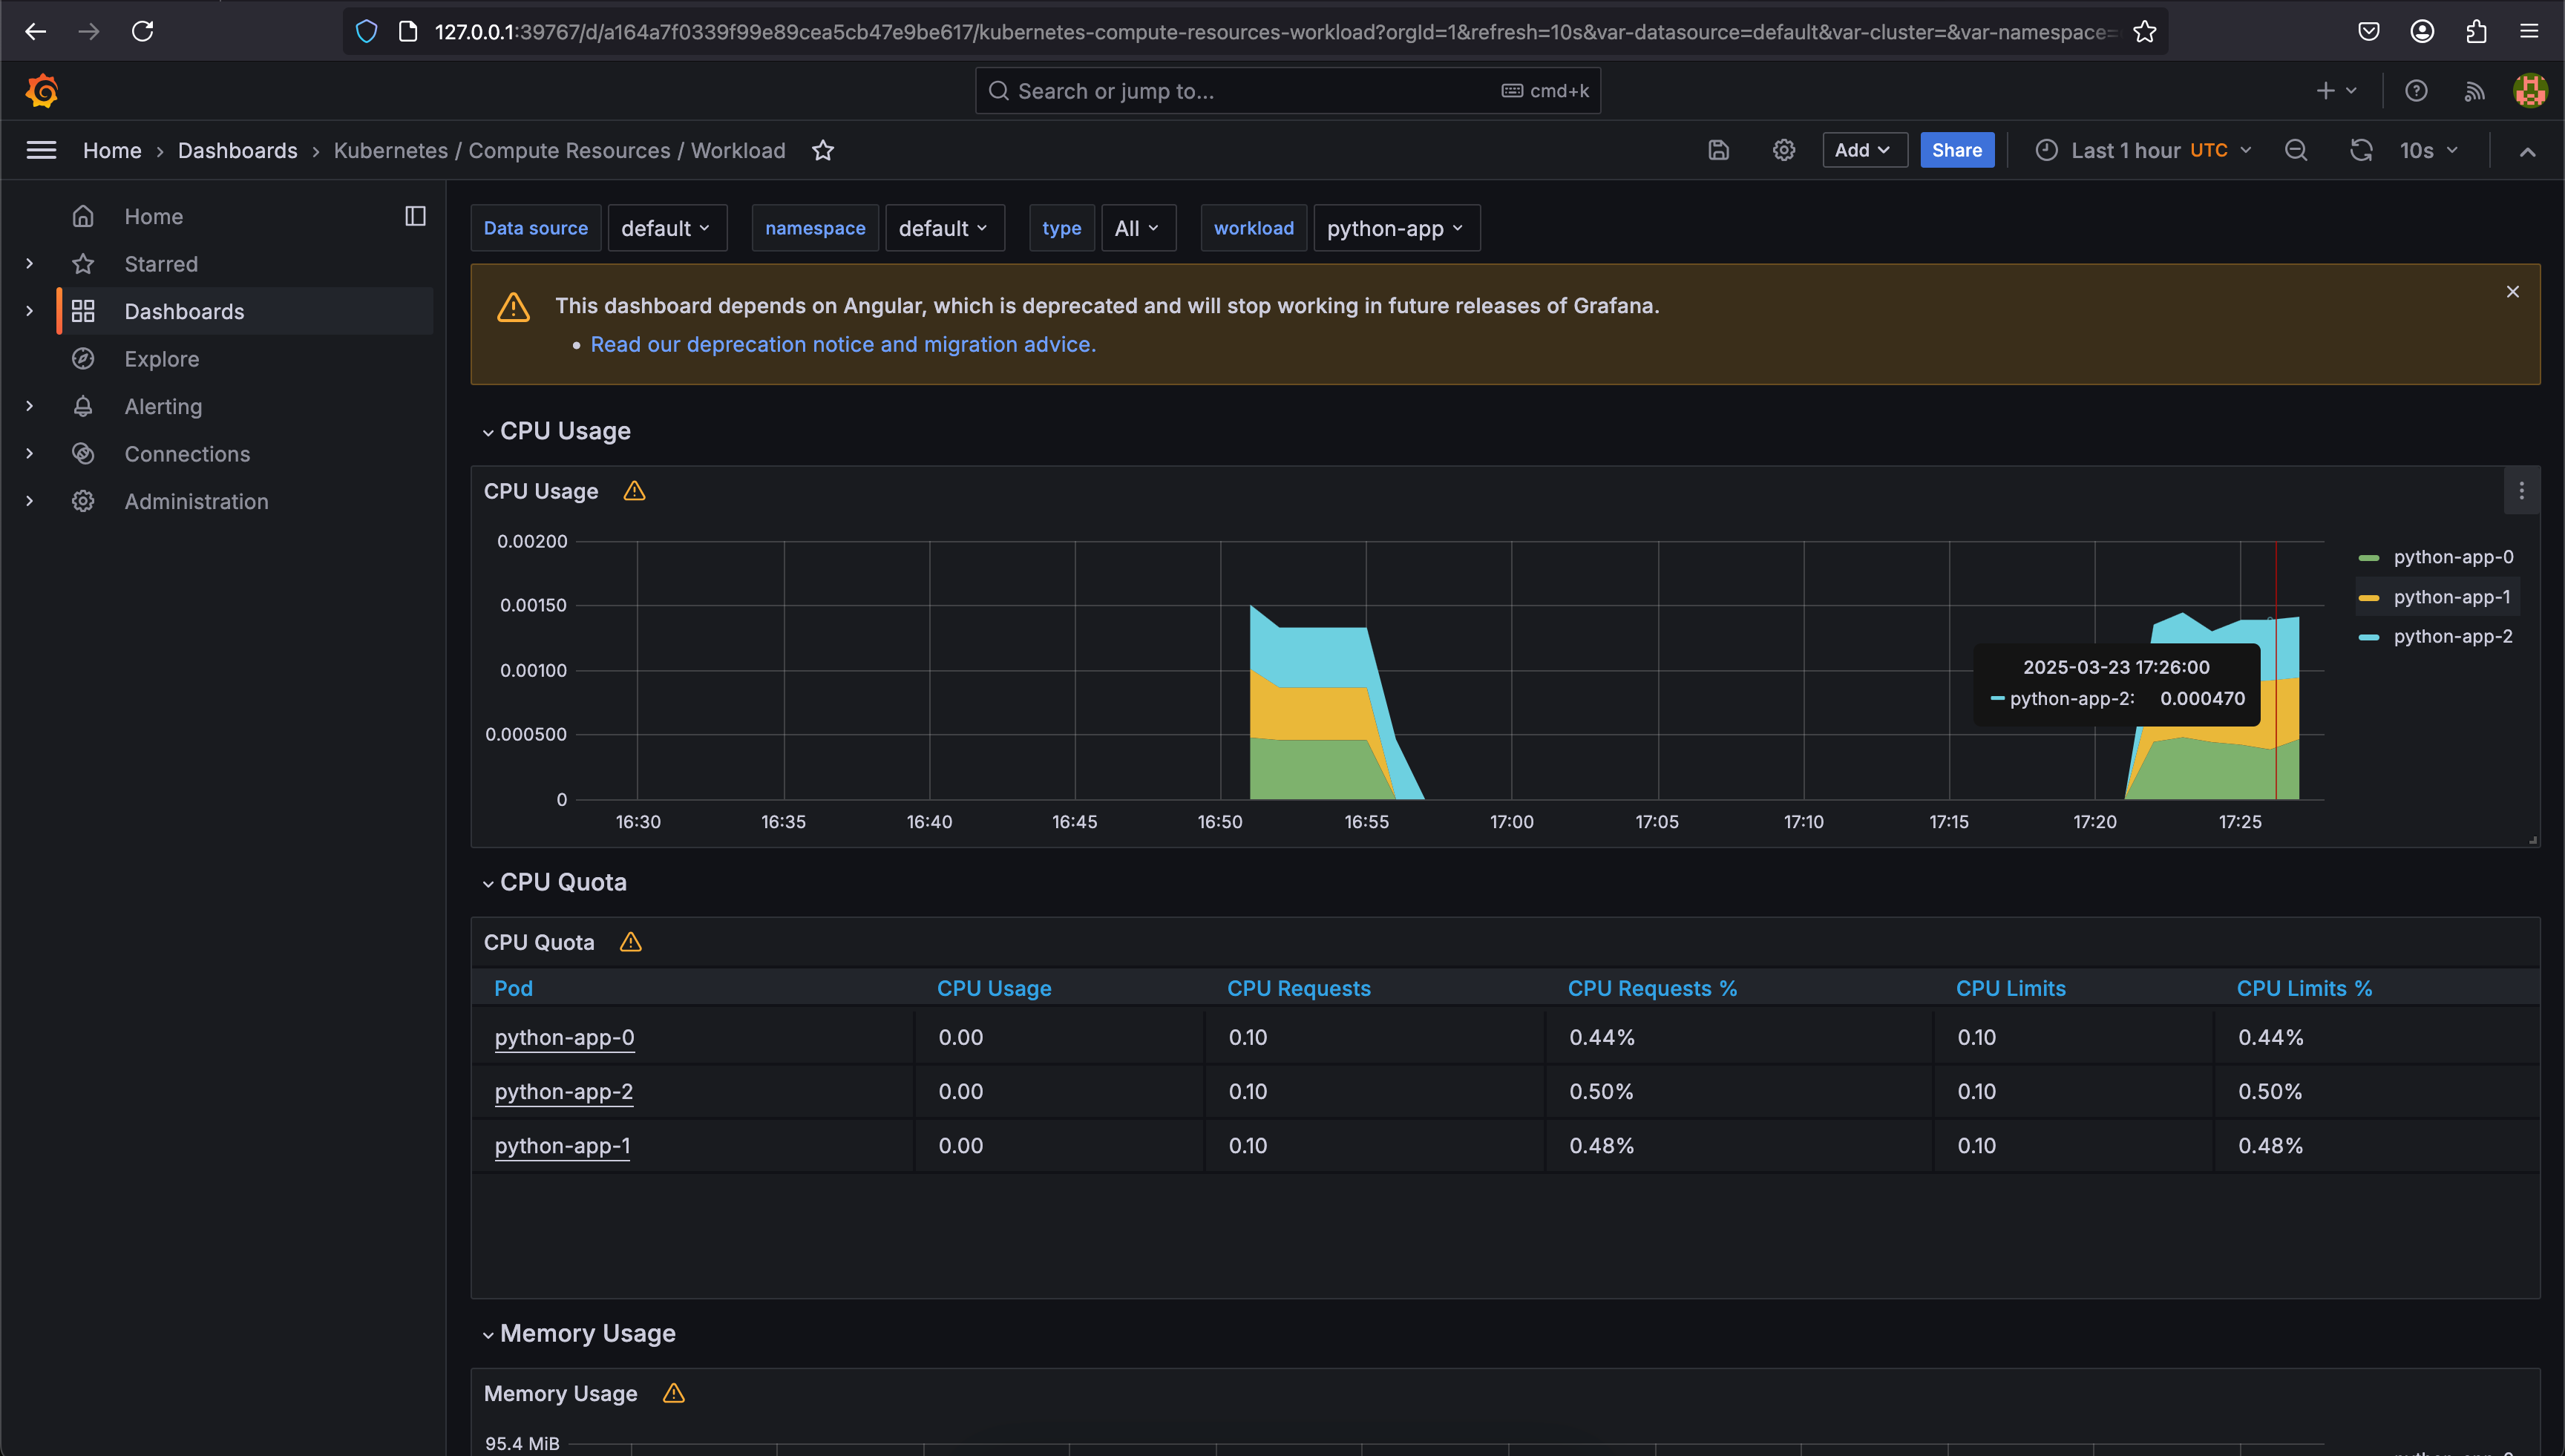 127.0.0.1:39767/d/a164a7f0339f99e89cea5cb47e9be617/kubernetes-compute-resources-workload?orgId=1&refresh=10s&var-datasource=default&var-cluster=&var-namespace=
Search or jump to... cmd+k
Home › Dashboards › Kubernetes / Compute Resources / Workload Add Share Last 1 hour UTC 10s
Home
Starred
Dashboards
Explore
Alerting
Connections
Administration
Data source default namespace default type All workload python-app
This dashboard depends on Angular, which is deprecated and will stop working in future releases of Grafana.
• Read our deprecation notice and migration advice.
CPU Usage
CPU Usage
0.00200
0.00150
0.00100
0.000500
0
16:30 16:35 16:40 16:45 16:50 16:55 17:00 17:05 17:10 17:15 17:20 17:25
python-app-0
python-app-1
python-app-2
2025-03-23 17:26:00
python-app-2: 0.000470
CPU Quota
CPU Quota
Pod CPU Usage CPU Requests CPU Requests % CPU Limits CPU Limits %
python-app-0 0.00 0.10 0.44% 0.10 0.44%
python-app-2 0.00 0.10 0.50% 0.10 0.50%
python-app-1 0.00 0.10 0.48% 0.10 0.48%
Memory Usage
Memory Usage
95.4 MiB